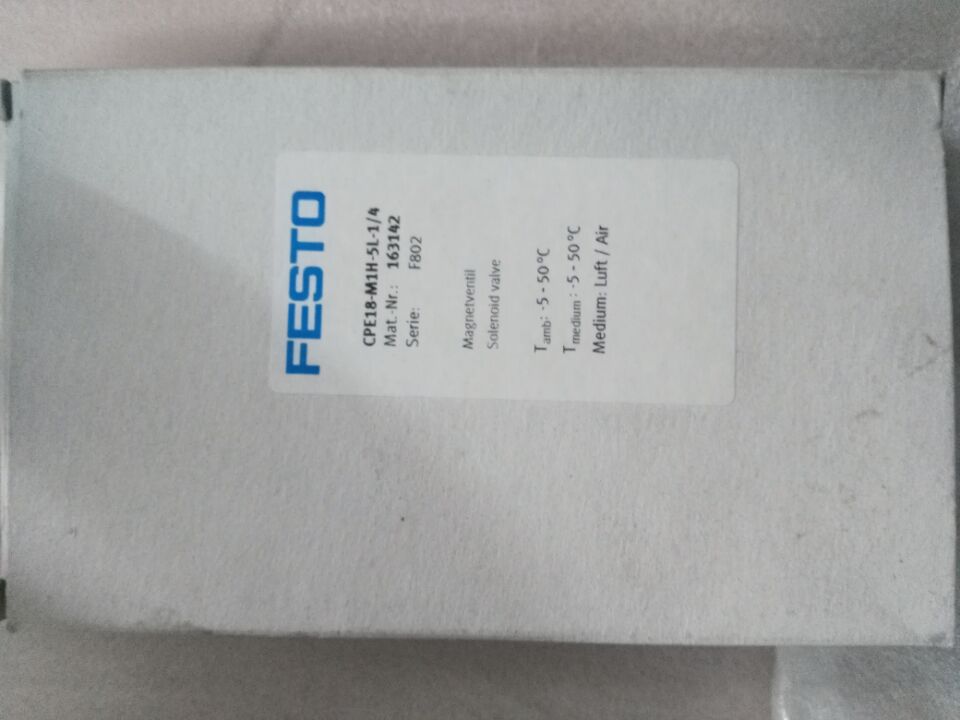 FESTO
CPE18-M1H-5L-1/4
Mat.-Nr.: 163142
Serie: F802
Magnetventil
Solenoid valve
Tamb: -5 - 50 °C
Tmedium: -5 - 50 °C
Medium: Luft / Air